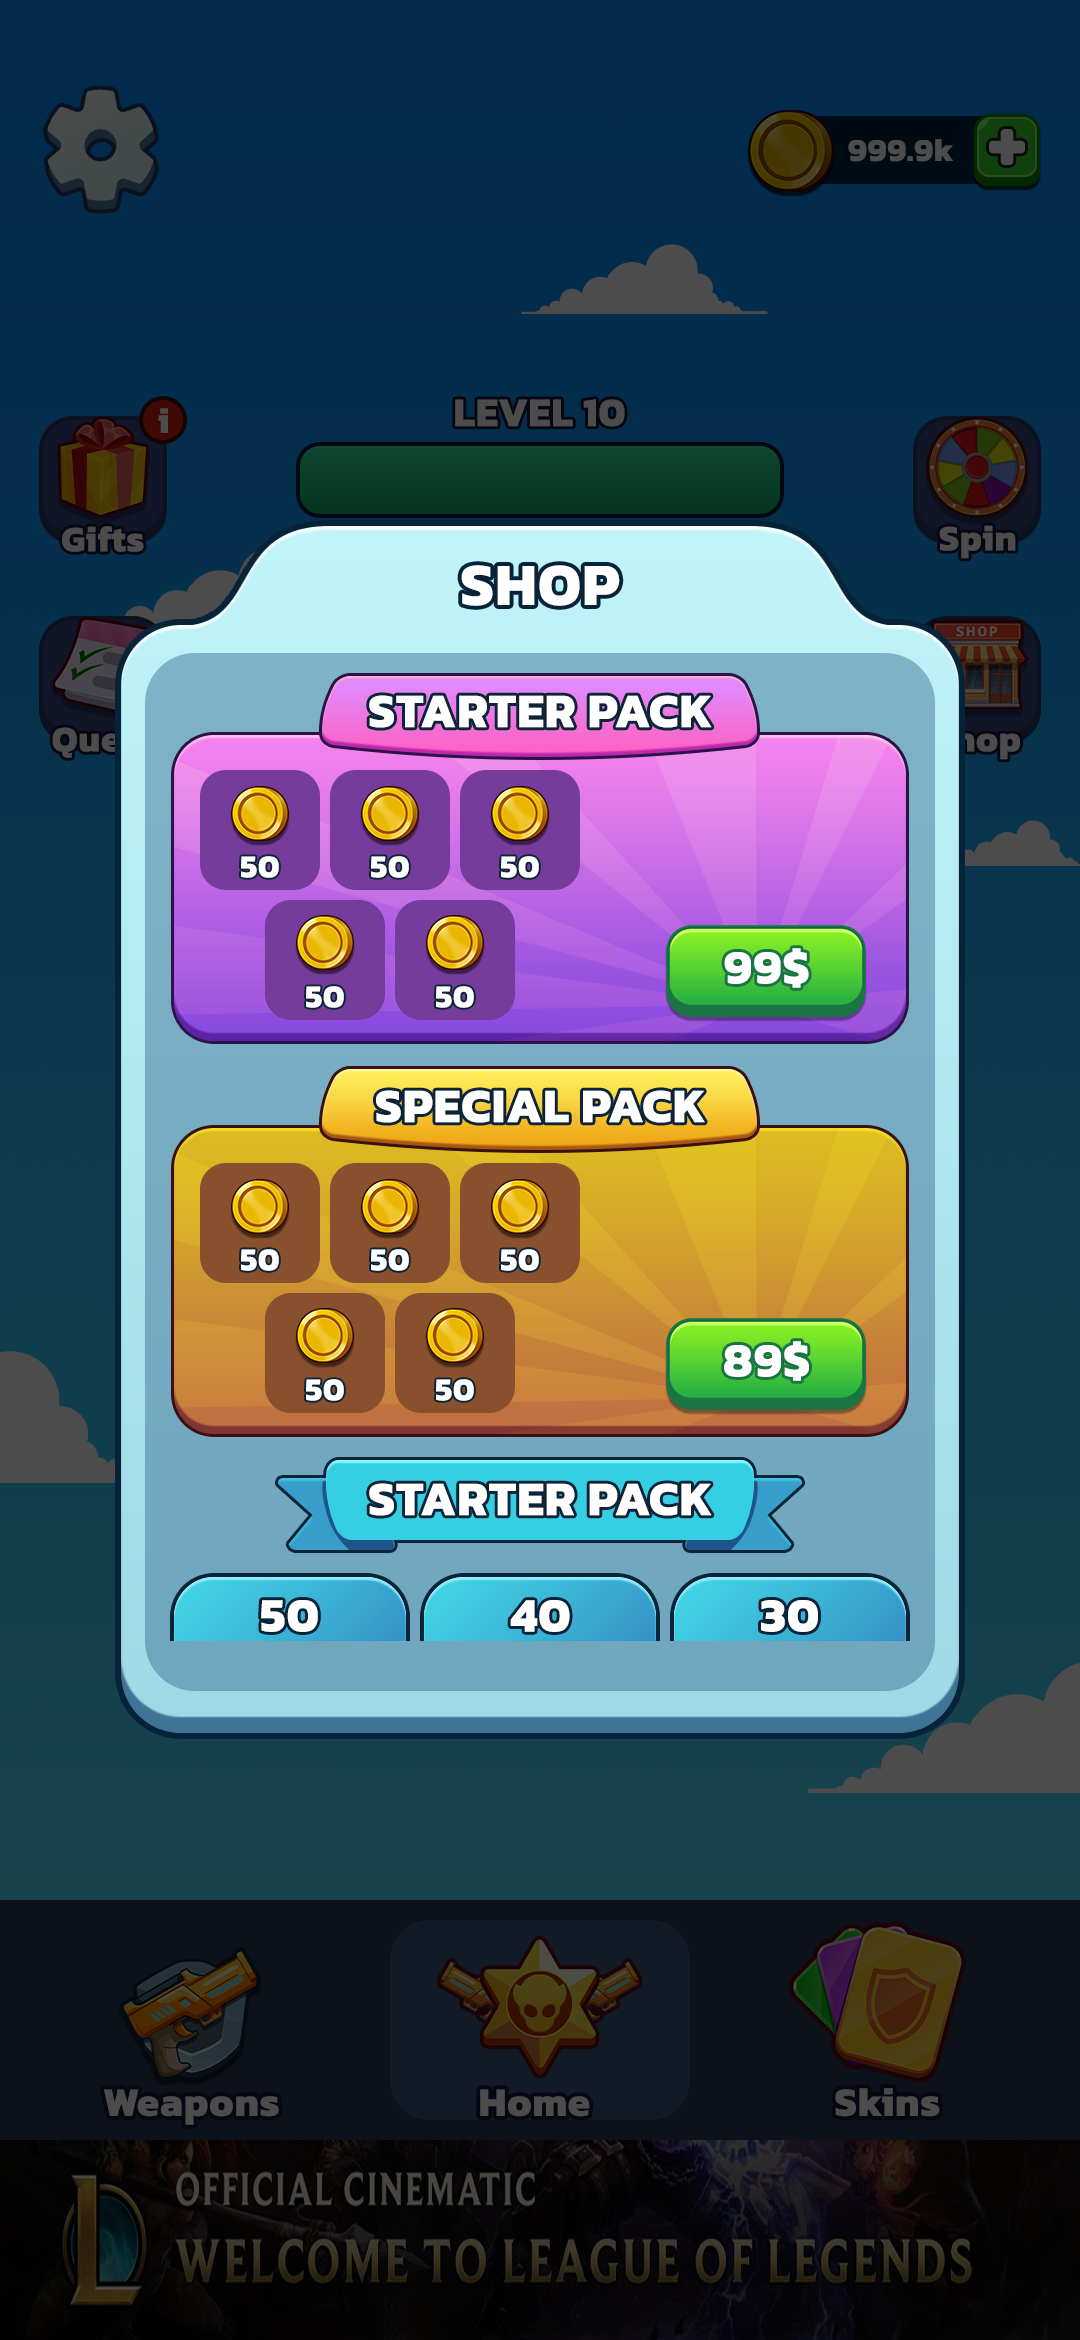 999.9k
LEVEL 10
i
Gifts
Spin
SHOP
SHOP
Que
hop
STARTER PACK
50
50
50
50
50
99$
SPECIAL PACK
50
50
50
50
50
89$
STARTER PACK
50
40
30
Weapons
Home
Skins
OFFICIAL CINEMATIC
WELCOME TO LEAGUE OF LEGENDS